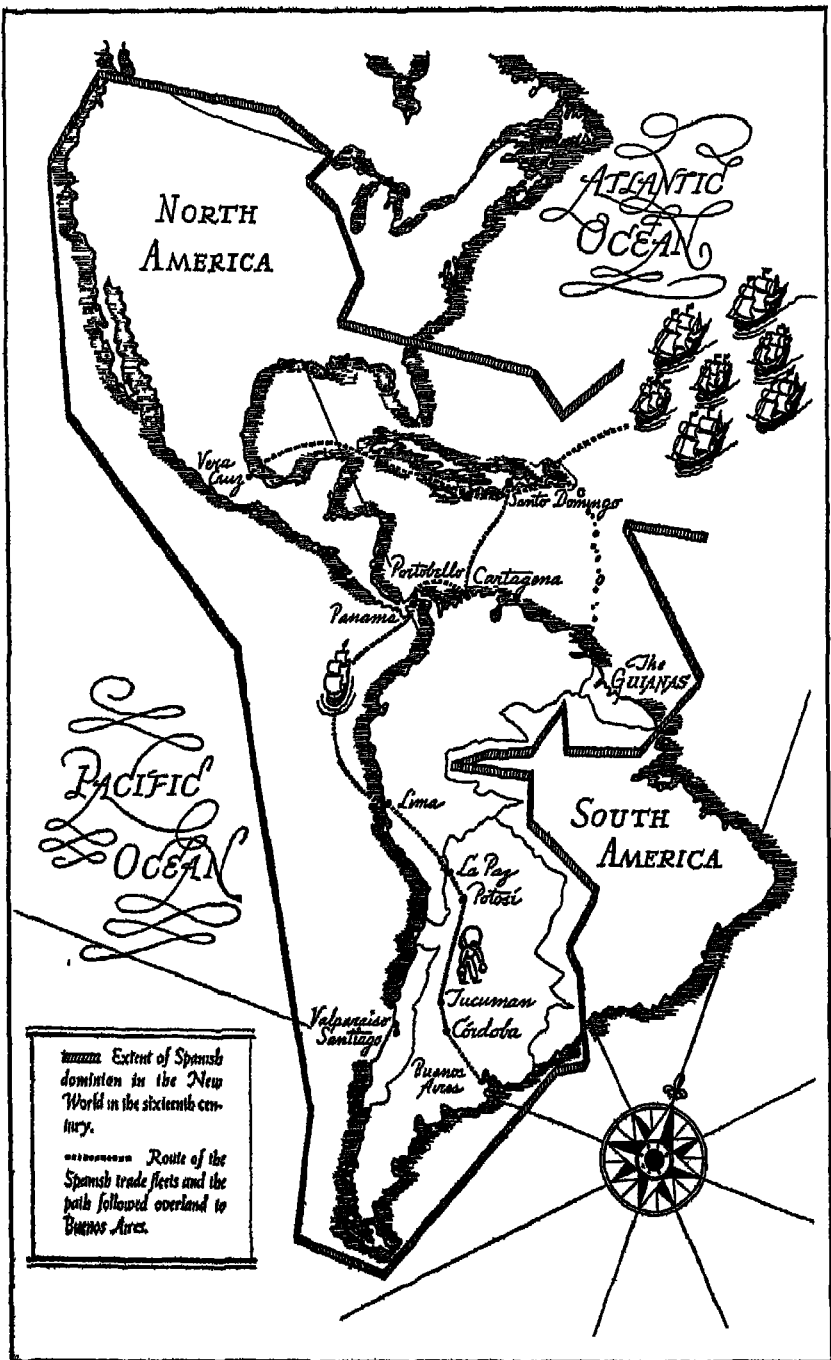 NORTH
AMERICA
ATLANTIC
OCEAN
Vera
Cruz
Santo Domingo
Portobello
Cartagena
Panama
The
GUIANAS
PACIFIC
OCEAN
Lima
SOUTH
AMERICA
La Paz
Potosí
Tucuman
Córdoba
Valparaiso
Santiago
Buenos
Aires
Extent of Spanish
dominion in the New
World in the sixteenth cen-
tury.
Route of the
Spanish trade fleets and the
path followed overland to
Buenos Aires.